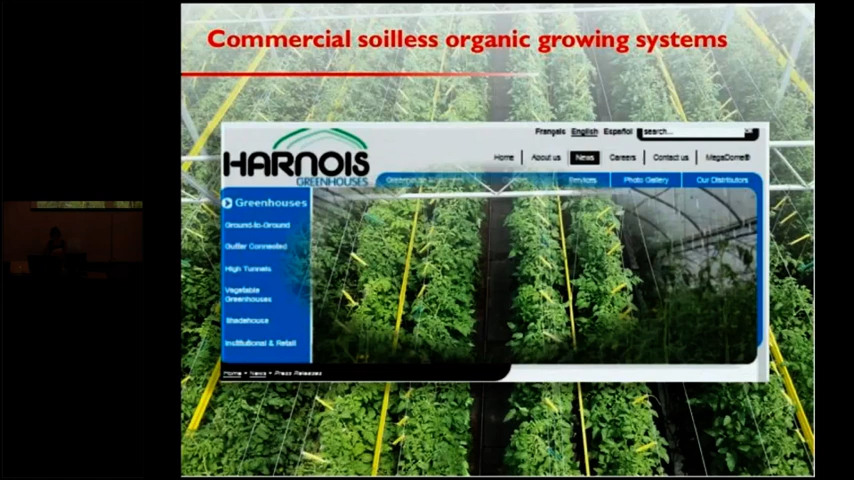 Commercial soilless organic growing systems
Français English Español search...
HARNOIS
GREENHOUSES
Home About us News Careers Contact us MegaDome®
Services Photo Gallery Our Distributors
Greenhouses
Ground-to-Ground
Gutter Connected
High Tunnels
Vegetable
Greenhouses
Shadehouse
Institutional & Retail
Home • News • Press Releases